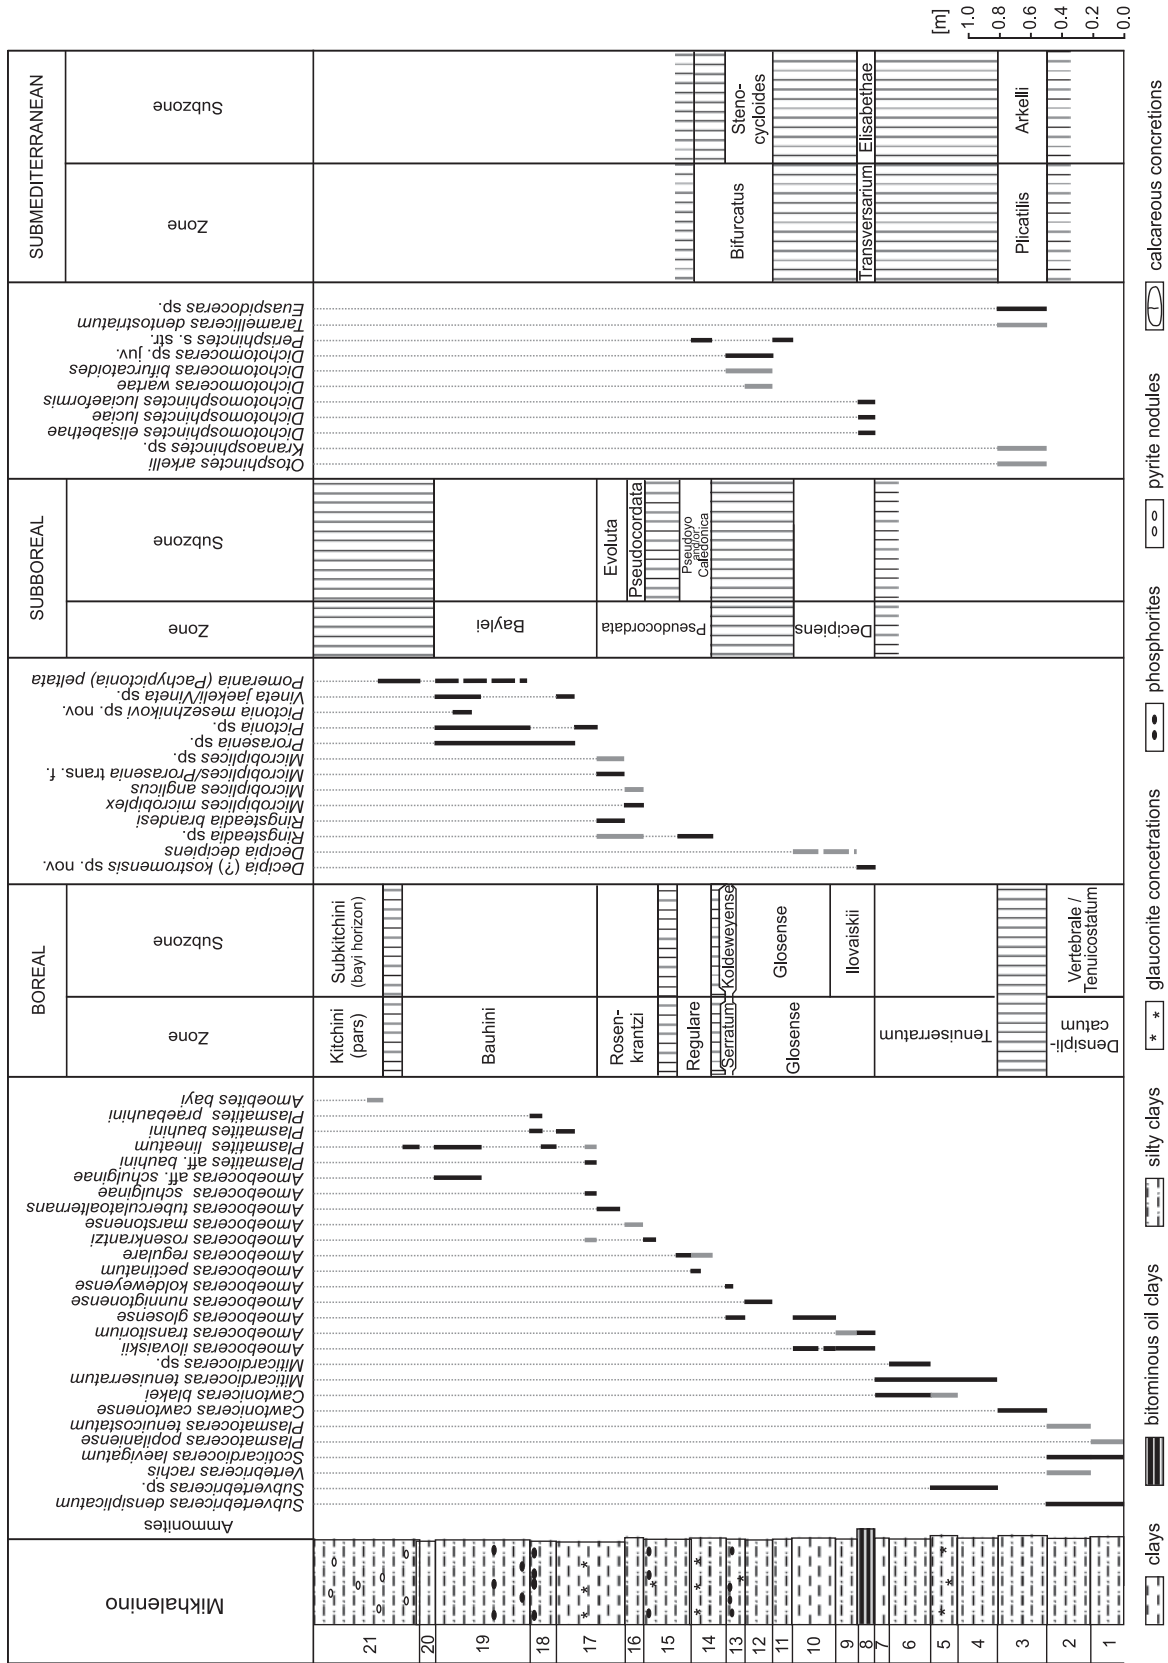 Mikhalenino
Ammonites
BOREAL
Zone
Subzone
SUBBOREAL
Zone
Subzone
SUBMEDITERRANEAN
Zone
Subzone
Subvertebriceras densiplicatum
Subvertebriceras sp.
Vertebriceras rachis
Scoticardioceras laevigatum
Plasmatoceras popilaniense
Plasmatoceras tenuicostatum
Cawtoniceras cawtonense
Cawtoniceras blakei
Miticardioceras tenuiserratum
Miticardioceras sp.
Amoeboceras ilovaiskii
Amoeboceras transitorium
Amoeboceras glosense
Amoeboceras nunningtonense
Amoeboceras koldeweyense
Amoeboceras pectinatum
Amoeboceras regulare
Amoeboceras rosenkrantzi
Amoeboceras marstonense
Amoeboceras tuberculatoalternans
Amoeboceras schulginae
Amoeboceras aff. schulginae
Plasmatites aff. bauhini
Plasmatites lineatum
Plasmatites bauhini
Plasmatites praebauhini
Amoebites bayi
Kitchini
(pars)
Bauhini
Rosen-
krantzi
Regulare
Serratum
Glosense
Tenuiserratum
Densipli-
catum
Subkitchini
(bayi horizon)
Koldeweyense
Glosense
Ilovaiskii
Vertebrale /
Tenuicostatum
Decipia (?) kostromensis sp. nov.
Decipia decipiens
Ringsteadia sp.
Ringsteadia brandesi
Microbiplices microbiplex
Microbiplices anglicus
Microbiplices/Prorasenia trans. f.
Microbiplices sp.
Prorasenia sp.
Pictonia sp.
Pictonia mesezhnikovi sp. nov.
Vineta jaekeli/Vineta sp.
Pomerania (Pachypictonia) peltata
Baylei
Pseudocordata
Decipiens
Evoluta
Pseudocordata
Pseudoyo
and/or
Caledonica
Otosphinctes arkelli
Kranaosphinctes sp.
Dichotomosphinctes elisabethae
Dichotomosphinctes luciae
Dichotomosphinctes luciaeformis
Dichotomoceras wartae
Dichotomoceras bifurcatoides
Dichotomoceras sp. juv.
Perisphinctes s. str.
Taramelliceras dentostriatum
Euaspidoceras sp.
Bifurcatus
Transversarium
Plicatilis
Steno-
cycloides
Elisabethae
Arkelli
21
20
19
18
17
16
15
14
13
12
11
10
9
8
7
6
5
4
3
2
1
[m]
1.0
0.8
0.6
0.4
0.2
0.0
clays
bitominous oil clays
silty clays
* * glauconite concetrations
phosphorites
pyrite nodules
calcareous concretions